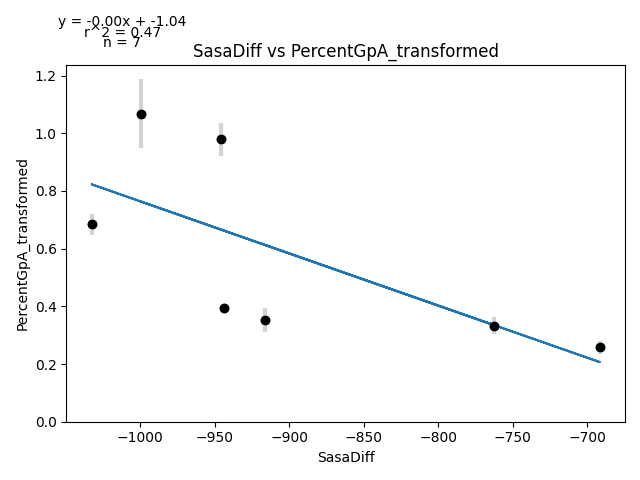 y = -0.00x + -1.04
r^2 = 0.47
n = 7
SasaDiff vs PercentGpA_transformed
1.2
1.0
0.8
0.6
0.4
0.2
0.0
PercentGpA_transformed
−1000 −950 −900 −850 −800 −750 −700
SasaDiff